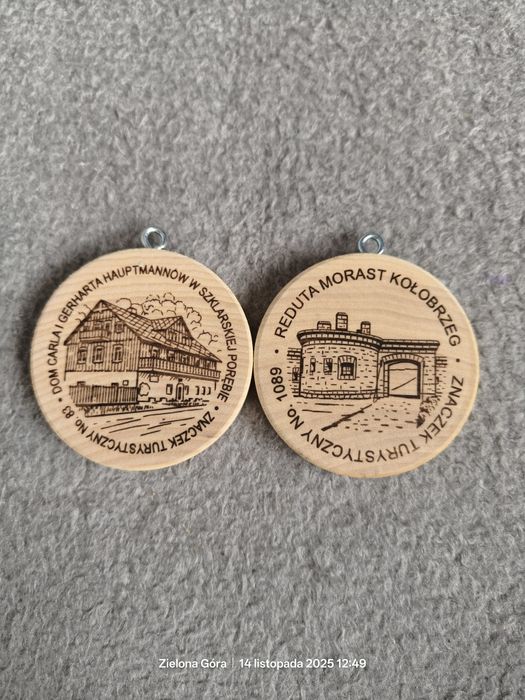 DOM CARLA I GERHARTA HAUPTMANNÓW W SZKLARSKIEJ PORĘBIE
ZNACZEK TURYSTYCZNY No 83
REDUTA MORAST KOŁOBRZEG
ZNACZEK TURYSTYCZNY No. 1089
Zielona Góra | 14 listopada 2025 12:49